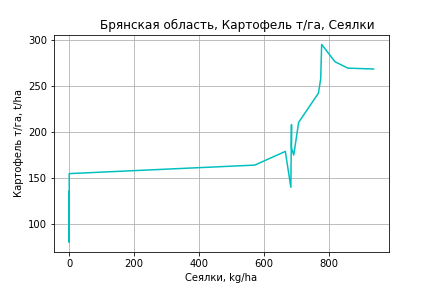 Брянская область, Картофель т/га, Сеялки
300
250
200
150
100
Картофель т/га, t/ha
0 200 400 600 800
Сеялки, kg/ha